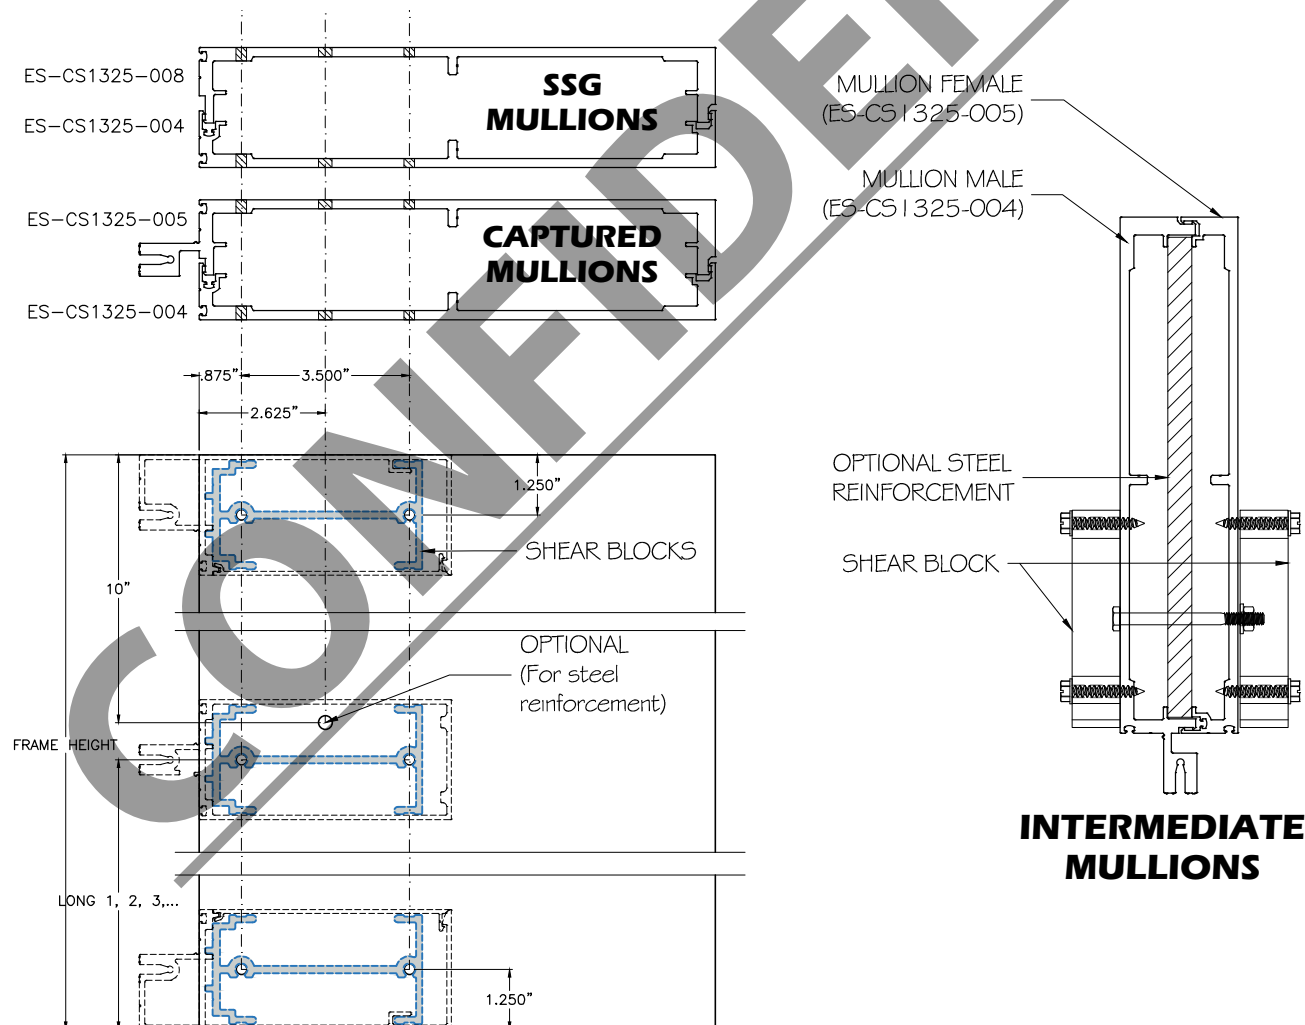 ES-CS1325-008
ES-CS1325-004
SSG
MULLIONS
ES-CS1325-005
ES-CS1325-004
CAPTURED
MULLIONS
MULLION FEMALE
(ES-CS1325-005)
MULLION MALE
(ES-CS1325-004)
.875"
3.500"
2.625"
1.250"
SHEAR BLOCKS
10"
OPTIONAL
(For steel
reinforcement)
FRAME HEIGHT
LONG 1, 2, 3,...
1.250"
OPTIONAL STEEL
REINFORCEMENT
SHEAR BLOCK
INTERMEDIATE
MULLIONS
CONFIDE